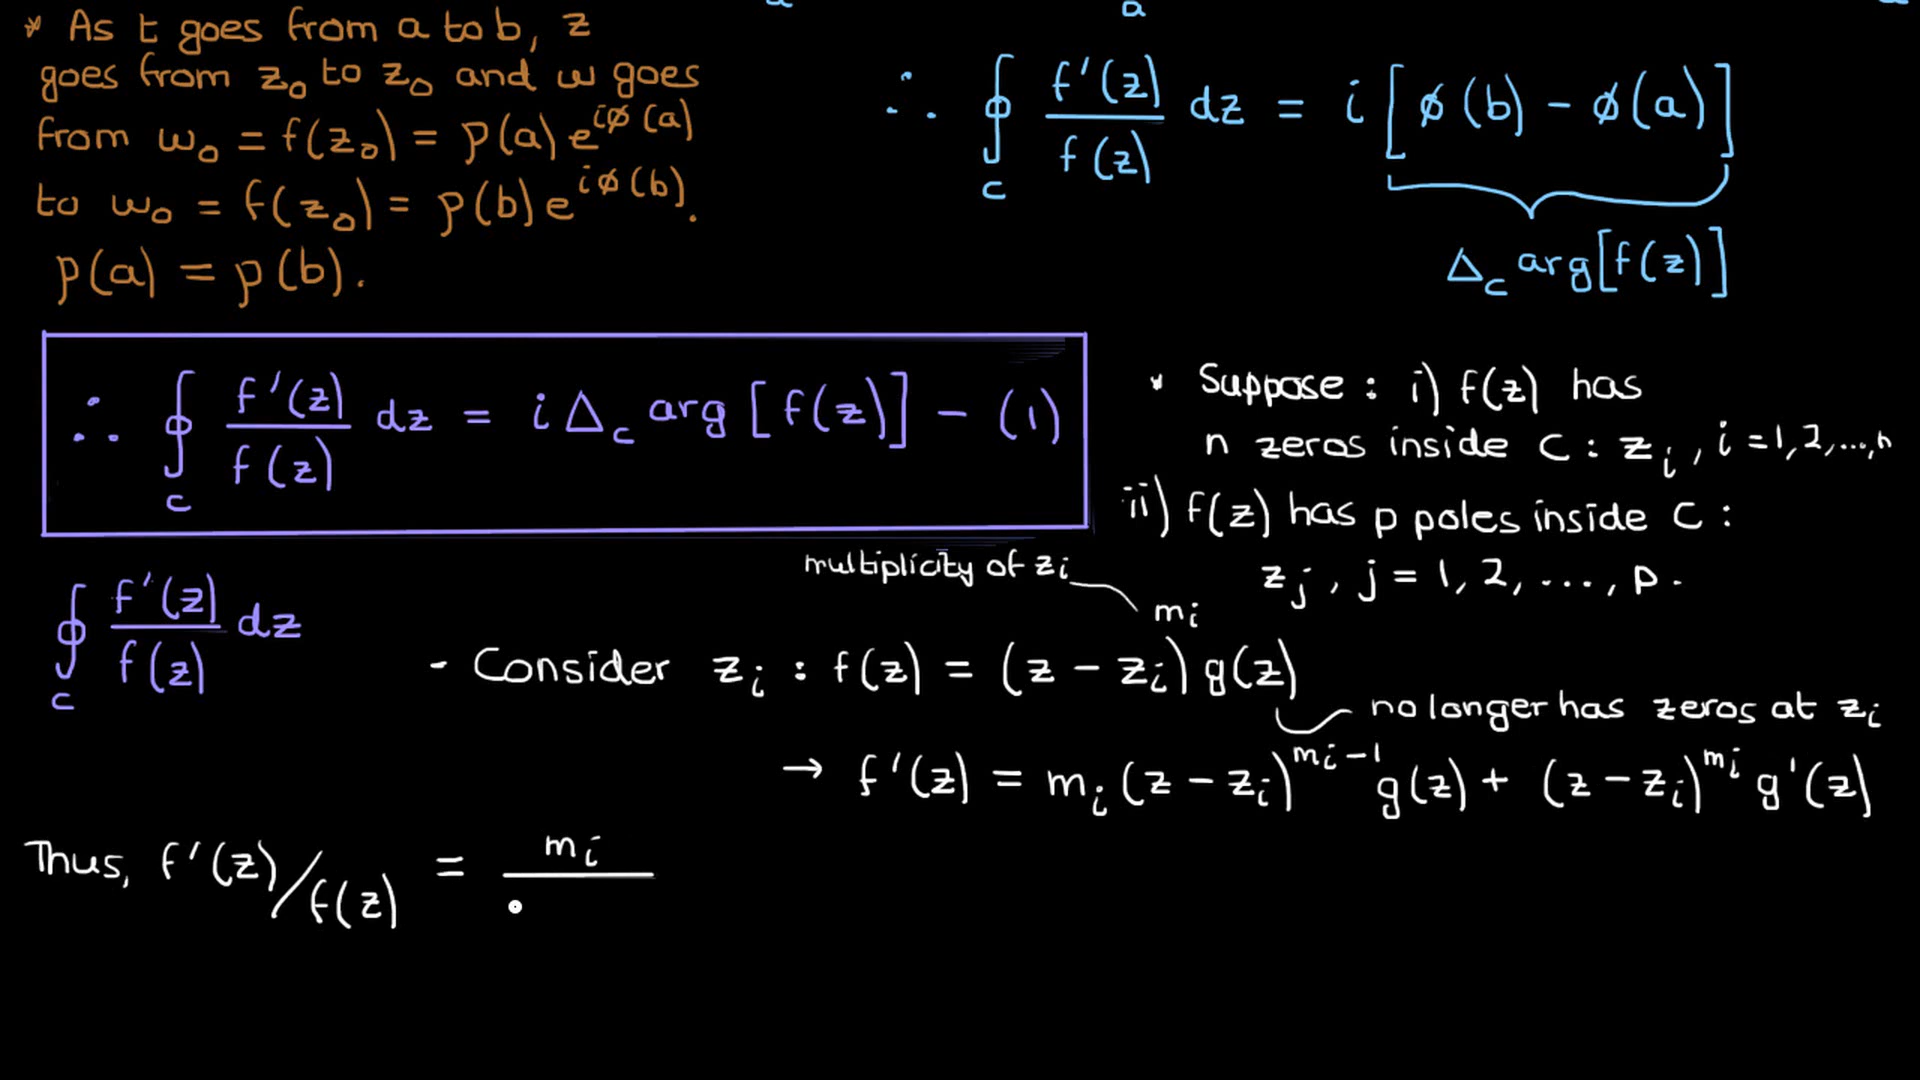 * As t goes from a to b, z
goes from z₀ to z₀ and w goes
from w₀ = f(z₀) = ρ(a) e^{iø(a)}
to w₀ = f(z₀) = ρ(b) e^{iø(b)}.
ρ(a) = ρ(b).
∴ ∮_C f'(z)/f(z) dz = i [ø(b) - ø(a)]
Δ_C arg[f(z)]
∴ ∮_C f'(z)/f(z) dz = i Δ_C arg [f(z)] - (1)
* Suppose : i) f(z) has
n zeros inside C : z_i , i = 1, 2, ..., n
ii) f(z) has p poles inside C :
z_j , j = 1, 2, ..., p.
∮_C f'(z)/f(z) dz
multiplicity of z_i
- Consider z_i : f(z) = (z - z_i)^{m_i} g(z)
no longer has zeros at z_i
→ f'(z) = m_i (z - z_i)^{m_i - 1} g(z) + (z - z_i)^{m_i} g'(z)
Thus, f'(z)/f(z) = m_i